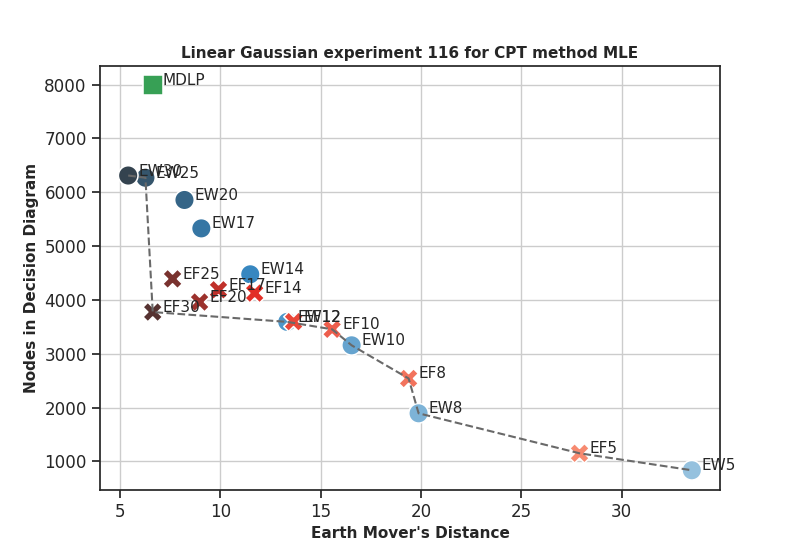 Linear Gaussian experiment 116 for CPT method MLE
Nodes in Decision Diagram
8000
7000
6000
5000
4000
3000
2000
1000
MDLP
EW30
EW25
EW20
EW17
EW14
EF25
EF17
EF14
EF20
EF30
EW12
EF12
EF10
EW10
EF8
EW8
EF5
EW5
5
10
15
20
25
30
Earth Mover's Distance